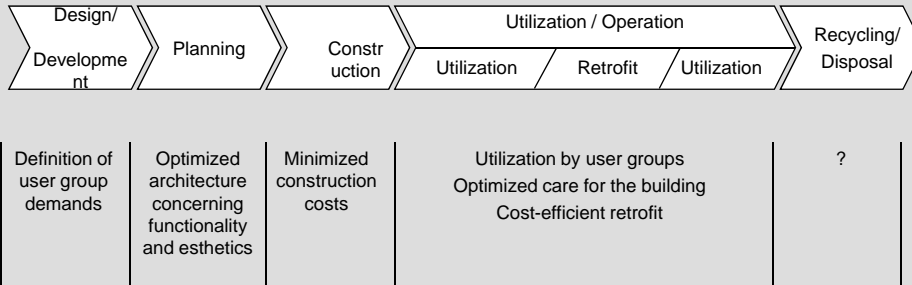 Design/
Developme
nt
Planning
Constr
uction
Utilization / Operation
Utilization
Retrofit
Utilization
Recycling/
Disposal
Definition of
user group
demands
Optimized
architecture
concerning
functionality
and esthetics
Minimized
construction
costs
Utilization by user groups
Optimized care for the building
Cost-efficient retrofit
?